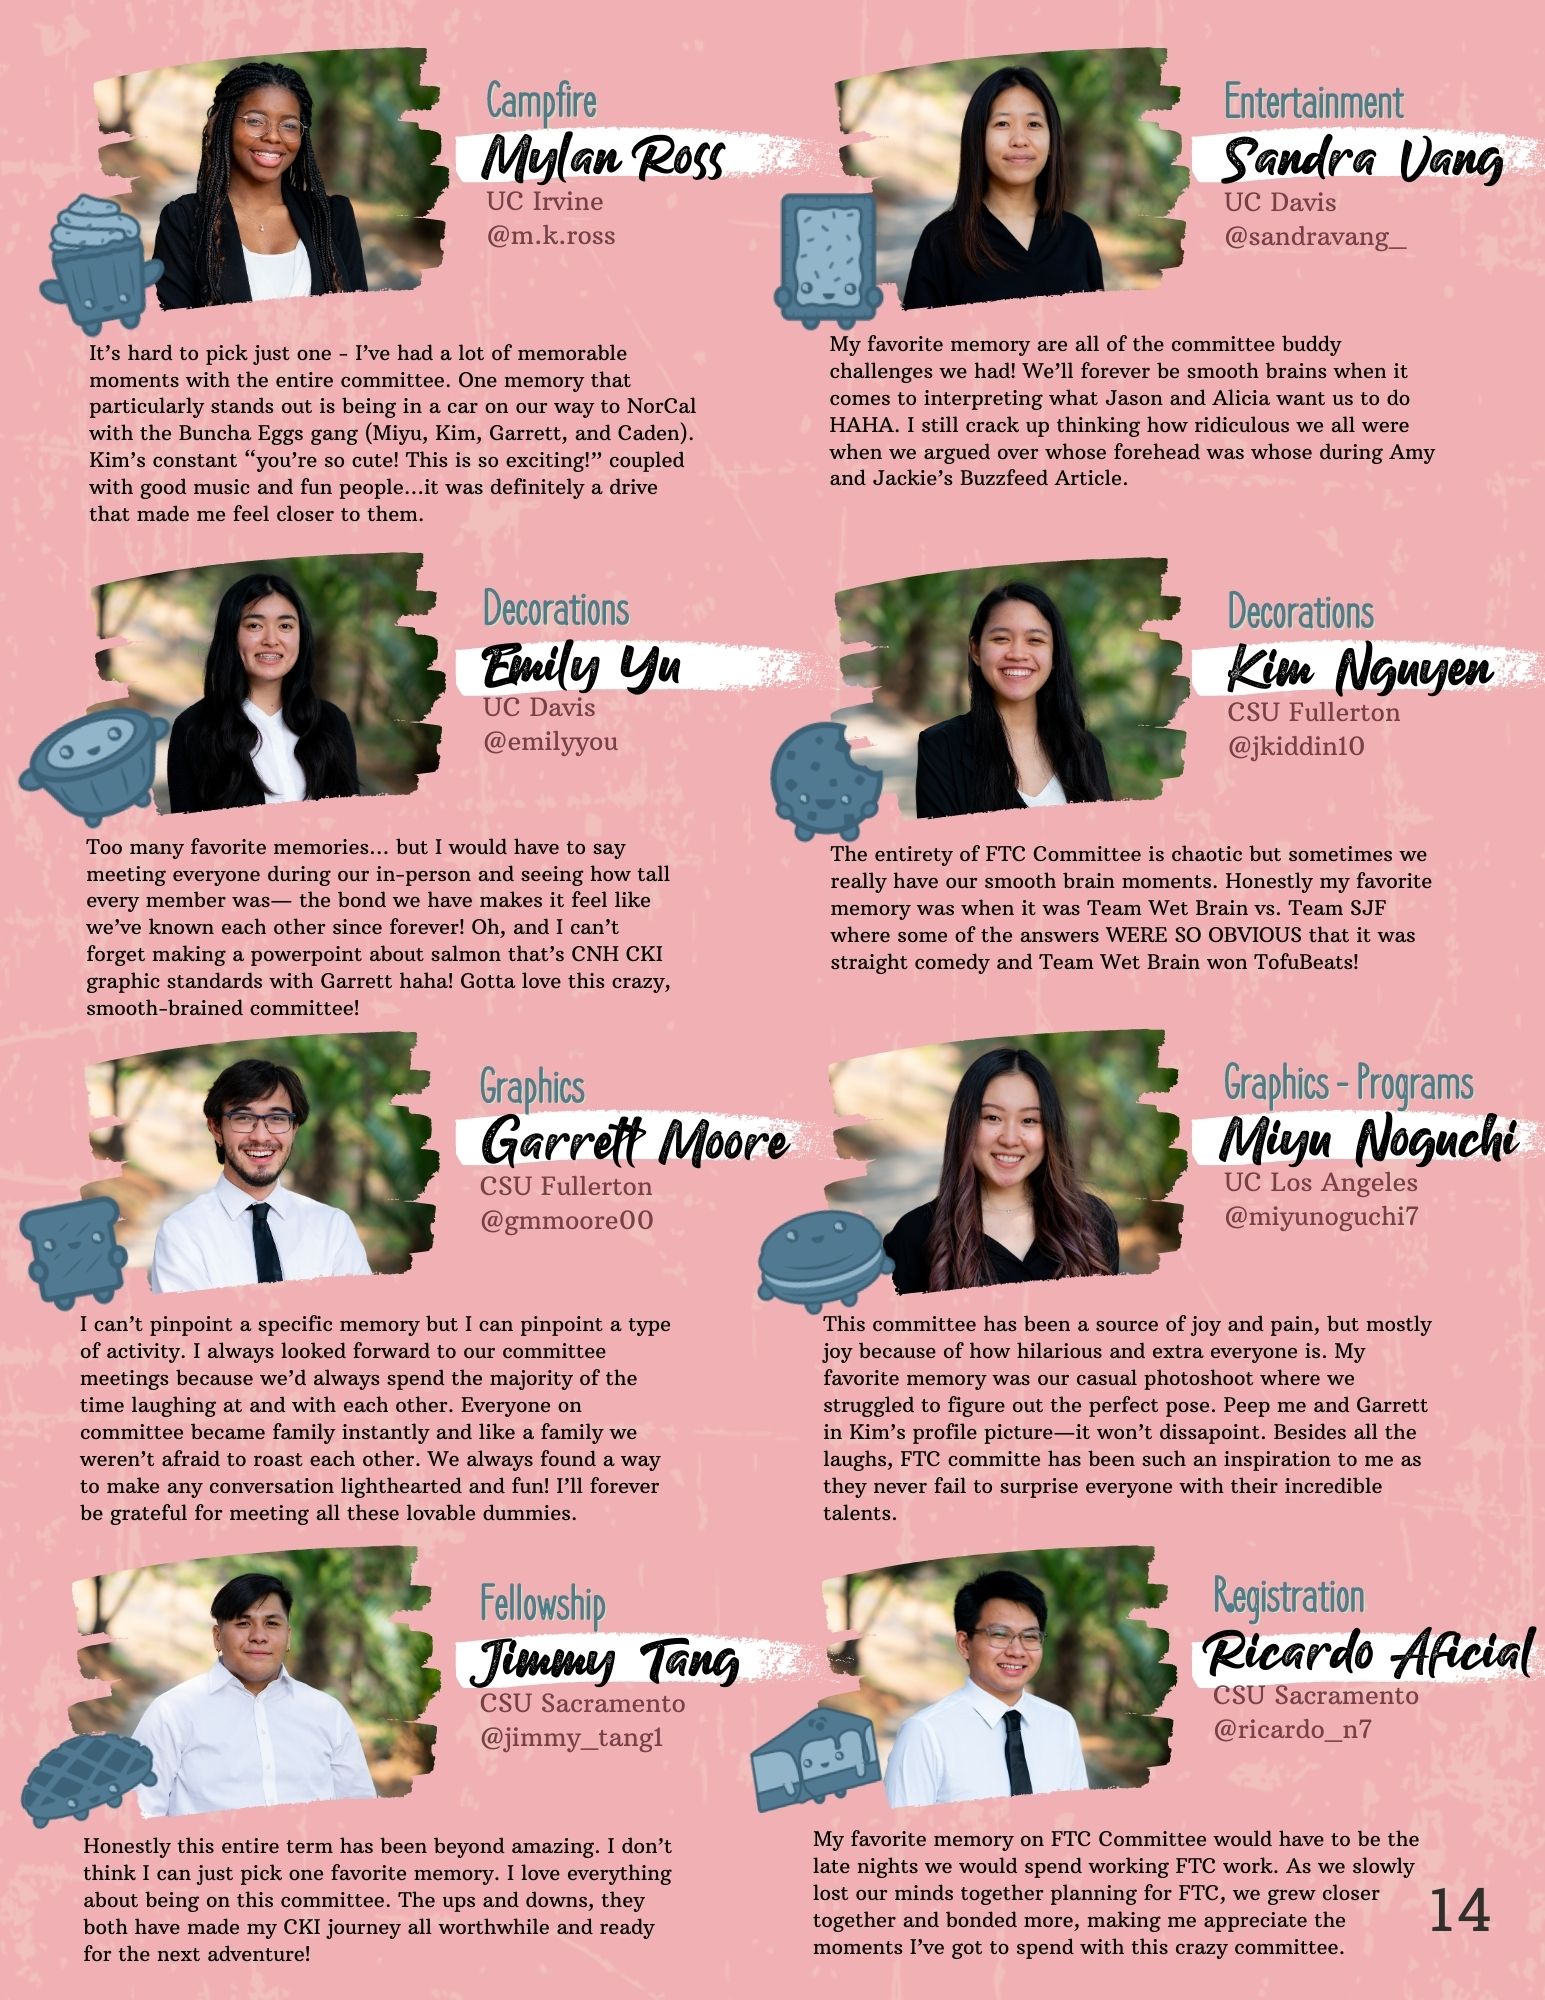 Campfire
Mylan Ross
UC Irvine
@m.k.ross
It’s hard to pick just one - I’ve had a lot of memorable
moments with the entire committee. One memory that
particularly stands out is being in a car on our way to NorCal
with the Buncha Eggs gang (Miyu, Kim, Garrett, and Caden).
Kim’s constant “you’re so cute! This is so exciting!” coupled
with good music and fun people...it was definitely a drive
that made me feel closer to them.
Entertainment
Sandra Vang
UC Davis
@sandravang_
My favorite memory are all of the committee buddy
challenges we had! We’ll forever be smooth brains when it
comes to interpreting what Jason and Alicia want us to do
HAHA. I still crack up thinking how ridiculous we all were
when we argued over whose forehead was whose during Amy
and Jackie’s Buzzfeed Article.
Decorations
Emily Yu
UC Davis
@emilyyou
Too many favorite memories... but I would have to say
meeting everyone during our in-person and seeing how tall
every member was— the bond we have makes it feel like
we’ve known each other since forever! Oh, and I can’t
forget making a powerpoint about salmon that’s CNH CKI
graphic standards with Garrett haha! Gotta love this crazy,
smooth-brained committee!
Decorations
Kim Nguyen
CSU Fullerton
@jkiddin10
The entirety of FTC Committee is chaotic but sometimes we
really have our smooth brain moments. Honestly my favorite
memory was when it was Team Wet Brain vs. Team SJF
where some of the answers WERE SO OBVIOUS that it was
straight comedy and Team Wet Brain won TofuBeats!
Graphics
Garrett Moore
CSU Fullerton
@gmmoore00
I can’t pinpoint a specific memory but I can pinpoint a type
of activity. I always looked forward to our committee
meetings because we’d always spend the majority of the
time laughing at and with each other. Everyone on
committee became family instantly and like a family we
weren’t afraid to roast each other. We always found a way
to make any conversation lighthearted and fun! I’ll forever
be grateful for meeting all these lovable dummies.
Graphics - Programs
Miyu Noguchi
UC Los Angeles
@miyunoguchi7
This committee has been a source of joy and pain, but mostly
joy because of how hilarious and extra everyone is. My
favorite memory was our casual photoshoot where we
struggled to figure out the perfect pose. Peep me and Garrett
in Kim’s profile picture—it won’t dissapoint. Besides all the
laughs, FTC committe has been such an inspiration to me as
they never fail to surprise everyone with their incredible
talents.
Fellowship
Jimmy Tang
CSU Sacramento
@jimmy_tang1
Honestly this entire term has been beyond amazing. I don’t
think I can just pick one favorite memory. I love everything
about being on this committee. The ups and downs, they
both have made my CKI journey all worthwhile and ready
for the next adventure!
Registration
Ricardo Aficial
CSU Sacramento
@ricardo_n7
My favorite memory on FTC Committee would have to be the
late nights we would spend working FTC work. As we slowly
lost our minds together planning for FTC, we grew closer
together and bonded more, making me appreciate the
moments I’ve got to spend with this crazy committee.
14